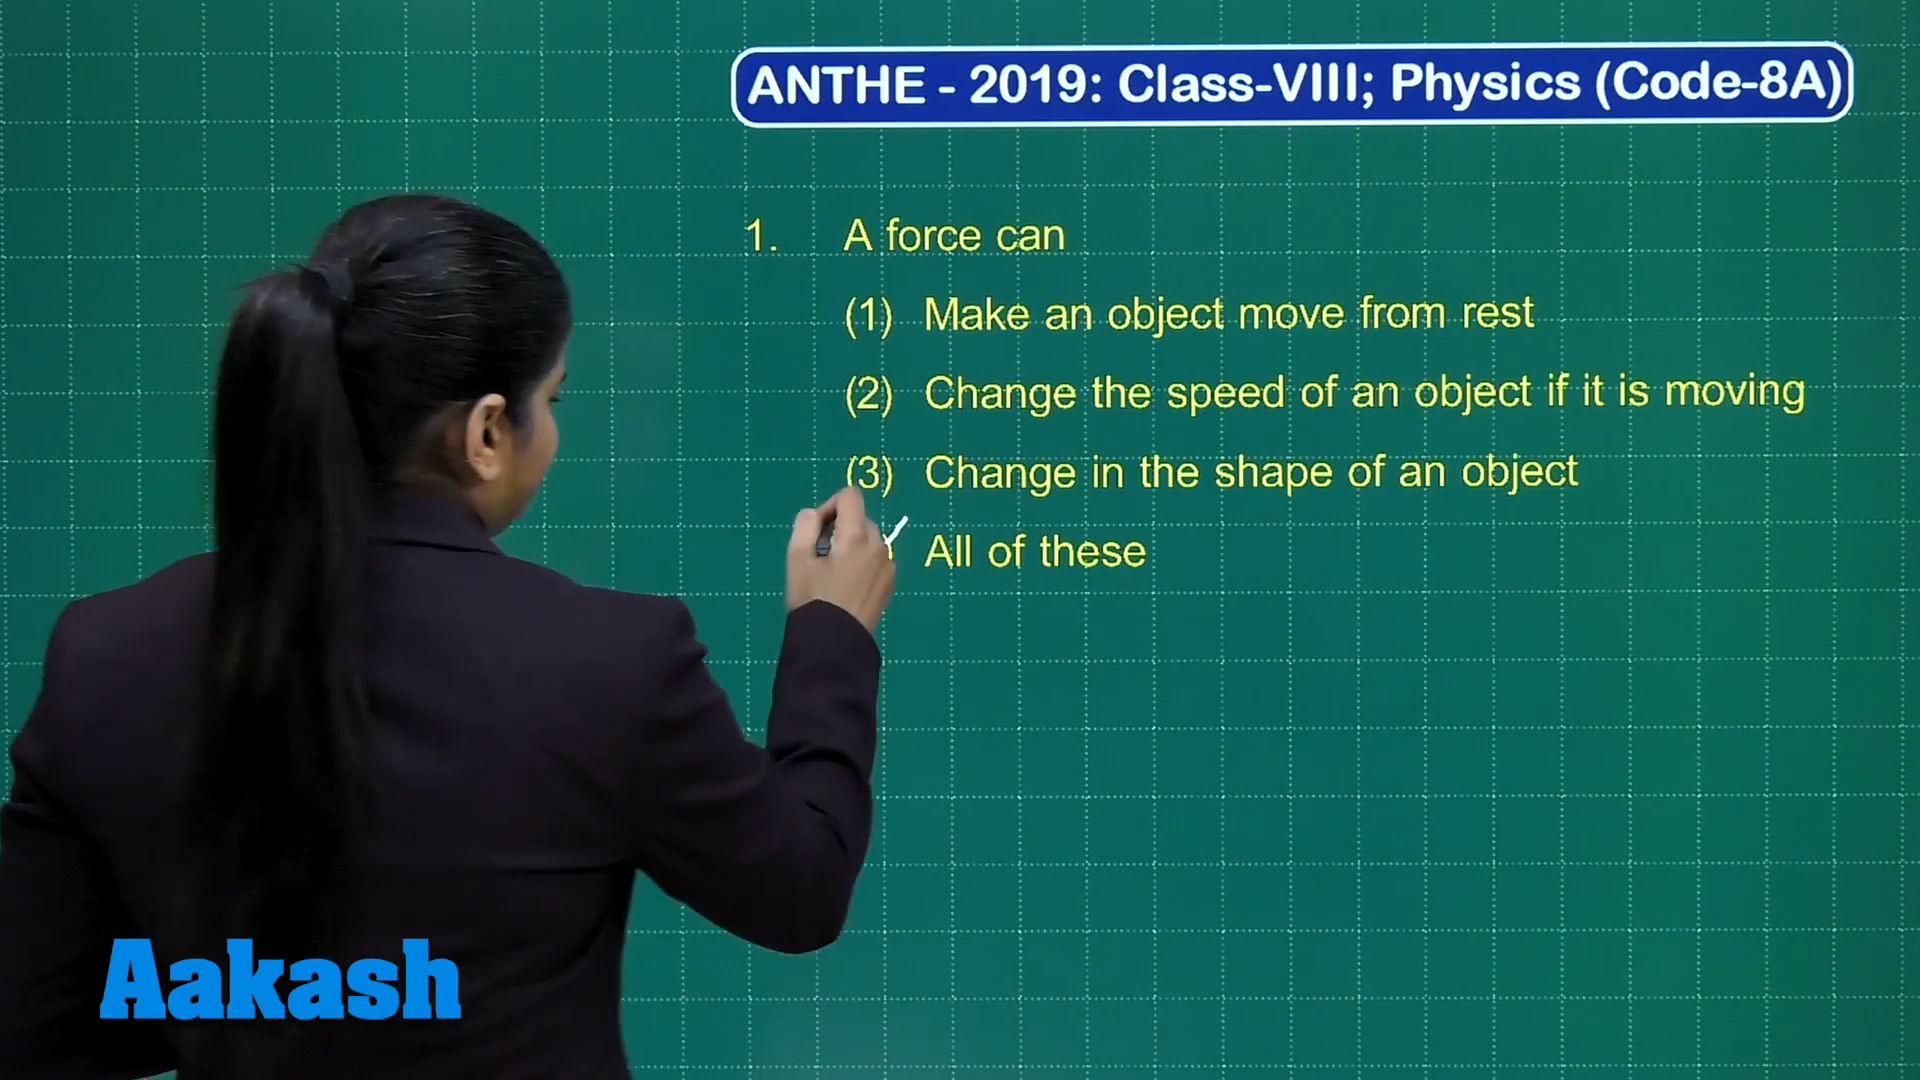 ANTHE - 2019: Class-VIII; Physics (Code-8A)
1. A force can
(1) Make an object move from rest
(2) Change the speed of an object if it is moving
(3) Change in the shape of an object
All of these
Aakash